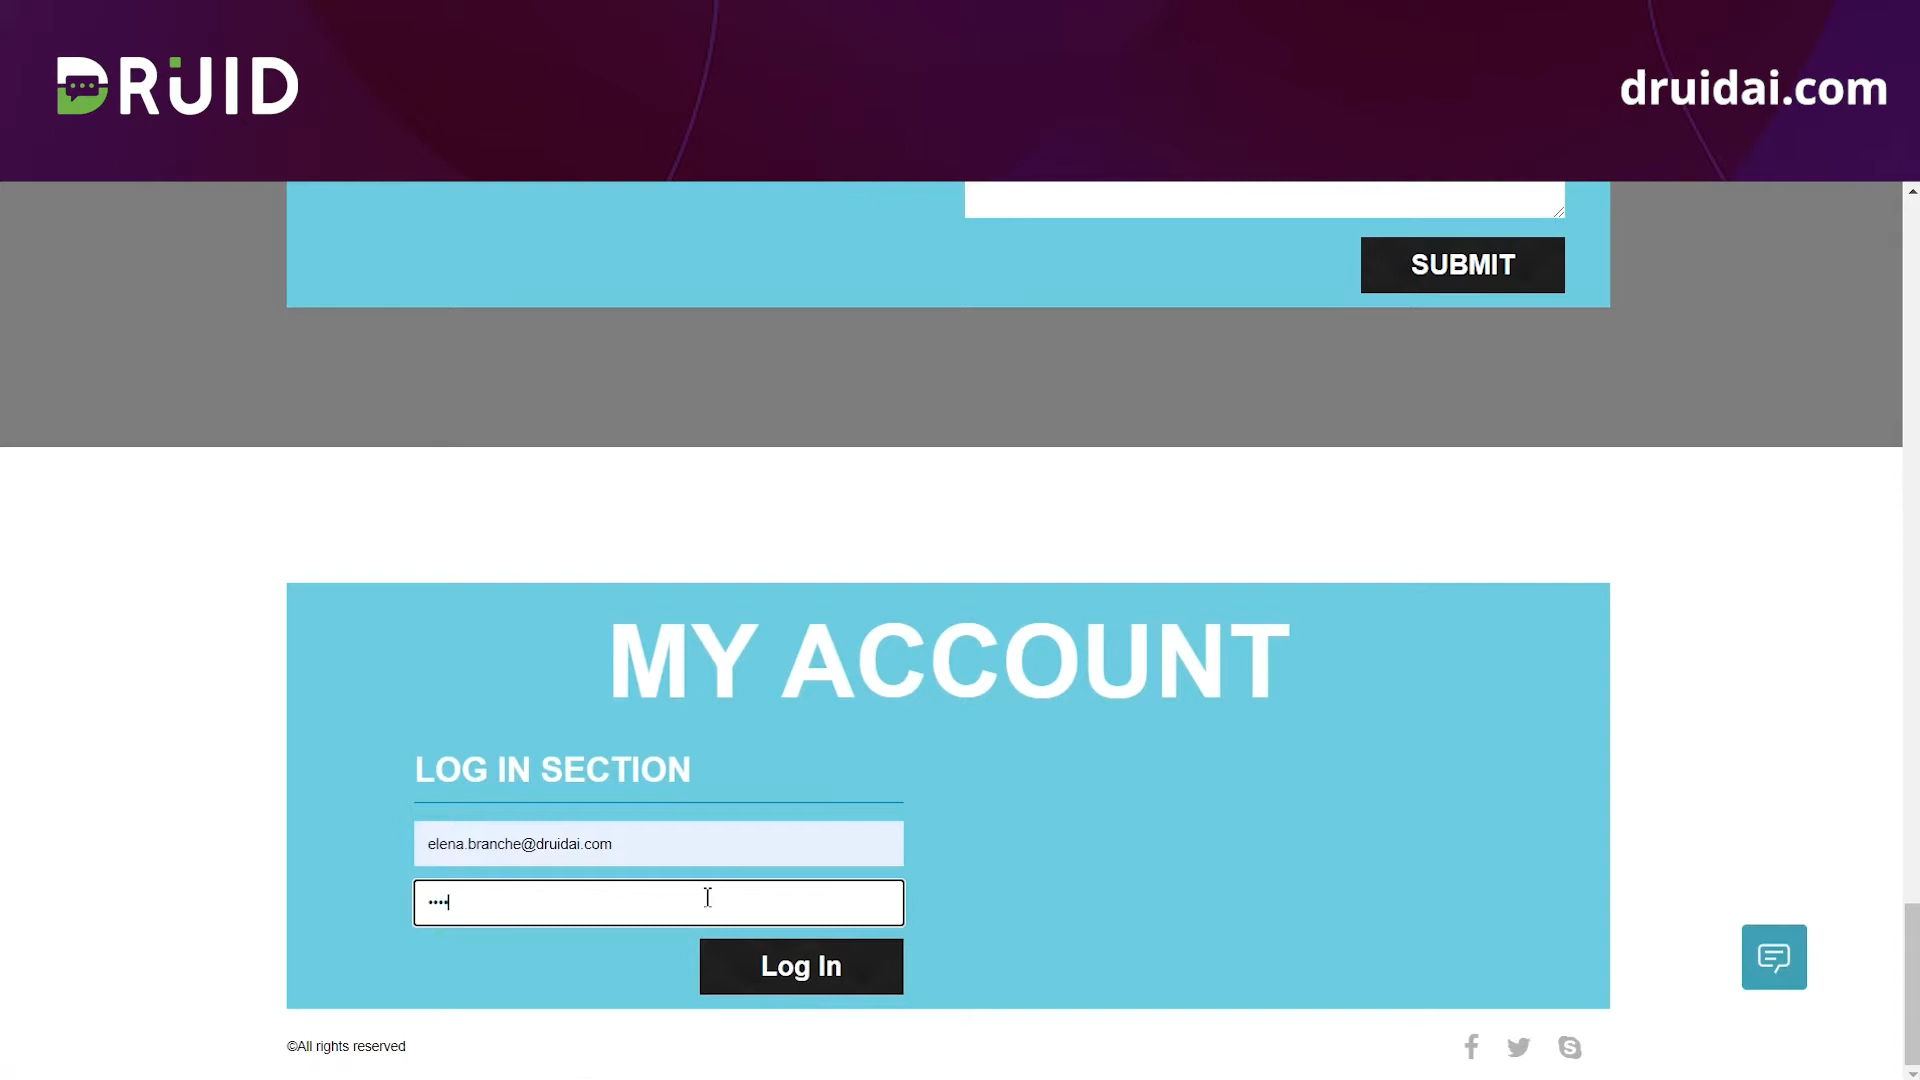 DRUID
druidai.com
SUBMIT
MY ACCOUNT
LOG IN SECTION
elena.branche@druidai.com
••••
Log In
©All rights reserved